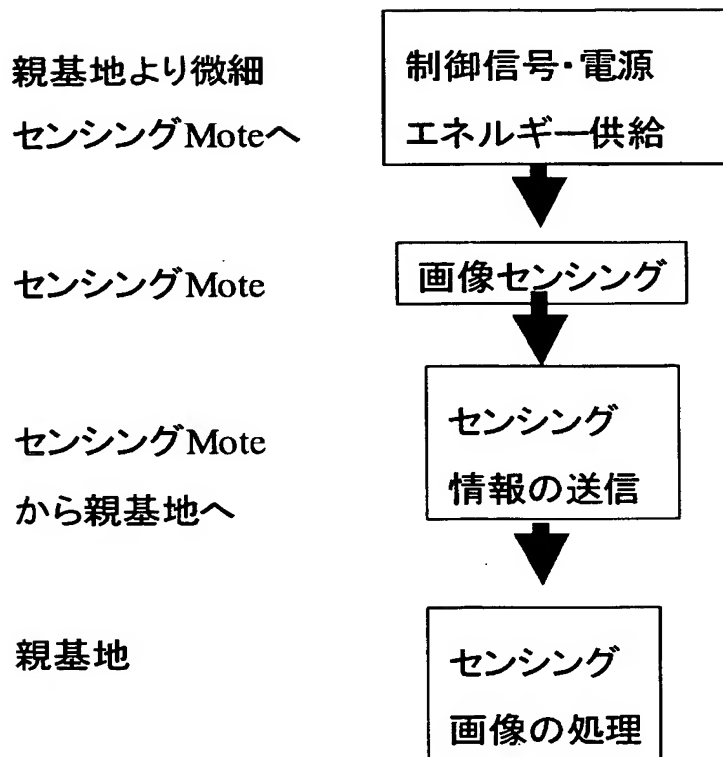 親基地より微細
センシングMoteへ
制御信号・電源
エネルギー供給
センシングMote
画像センシング
センシングMote
から親基地へ
センシング
情報の送信
親基地
センシング
画像の処理